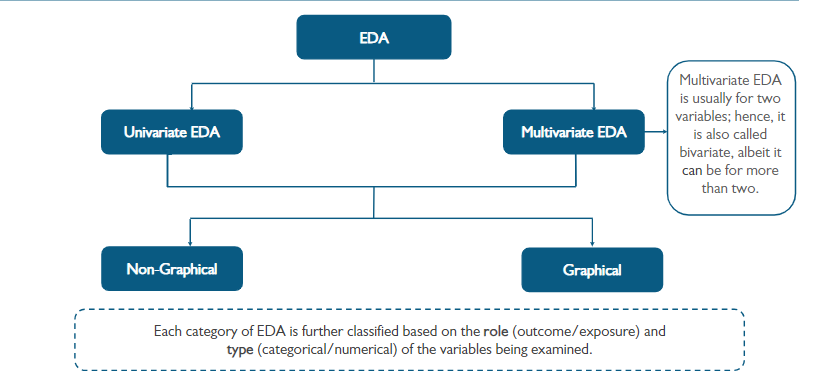 EDA
Univariate EDA
Multivariate EDA
Multivariate EDA
is usually for two
variables; hence, it
is also called
bivariate, albeit it
can be for more
than two.
Non-Graphical
Graphical
Each category of EDA is further classified based on the role (outcome/exposure) and
type (categorical/numerical) of the variables being examined.